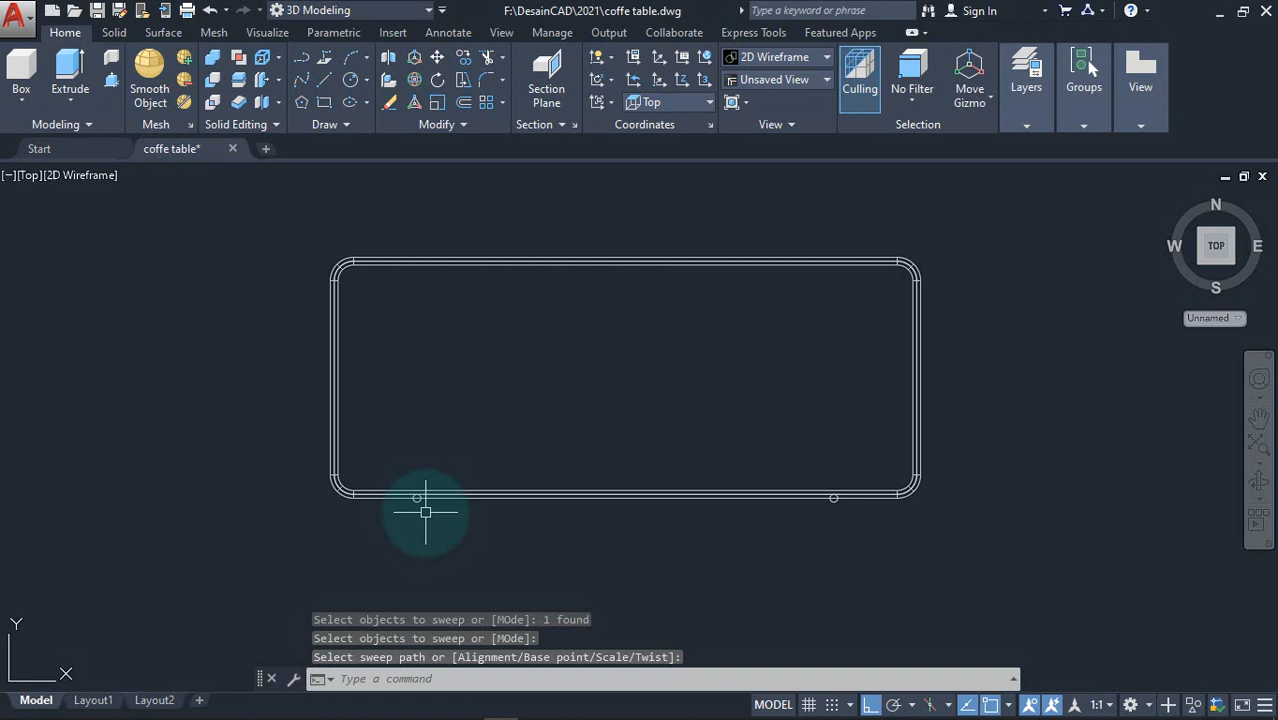 3D Modeling
F:\DesainCAD\2021\coffe table.dwg
Type a keyword or phrase
Sign In
Home Solid Surface Mesh Visualize Parametric Insert Annotate View Manage Output Collaborate Express Tools Featured Apps
Box
Extrude
Smooth
Object
Section
Plane
Top
2D Wireframe
Unsaved View
Culling
No Filter
Move
Gizmo
Layers
Groups
View
Modeling Mesh Solid Editing Draw Modify Section Coordinates View Selection
Start
coffe table*
[−][Top][2D Wireframe]
N
W
TOP
E
S
Unnamed
Y
X
Select objects to sweep or [MOde]: 1 found
Select objects to sweep or [MOde]:
Select sweep path or [Alignment/Base point/Scale/Twist]:
Type a command
Model Layout1 Layout2
MODEL
1:1